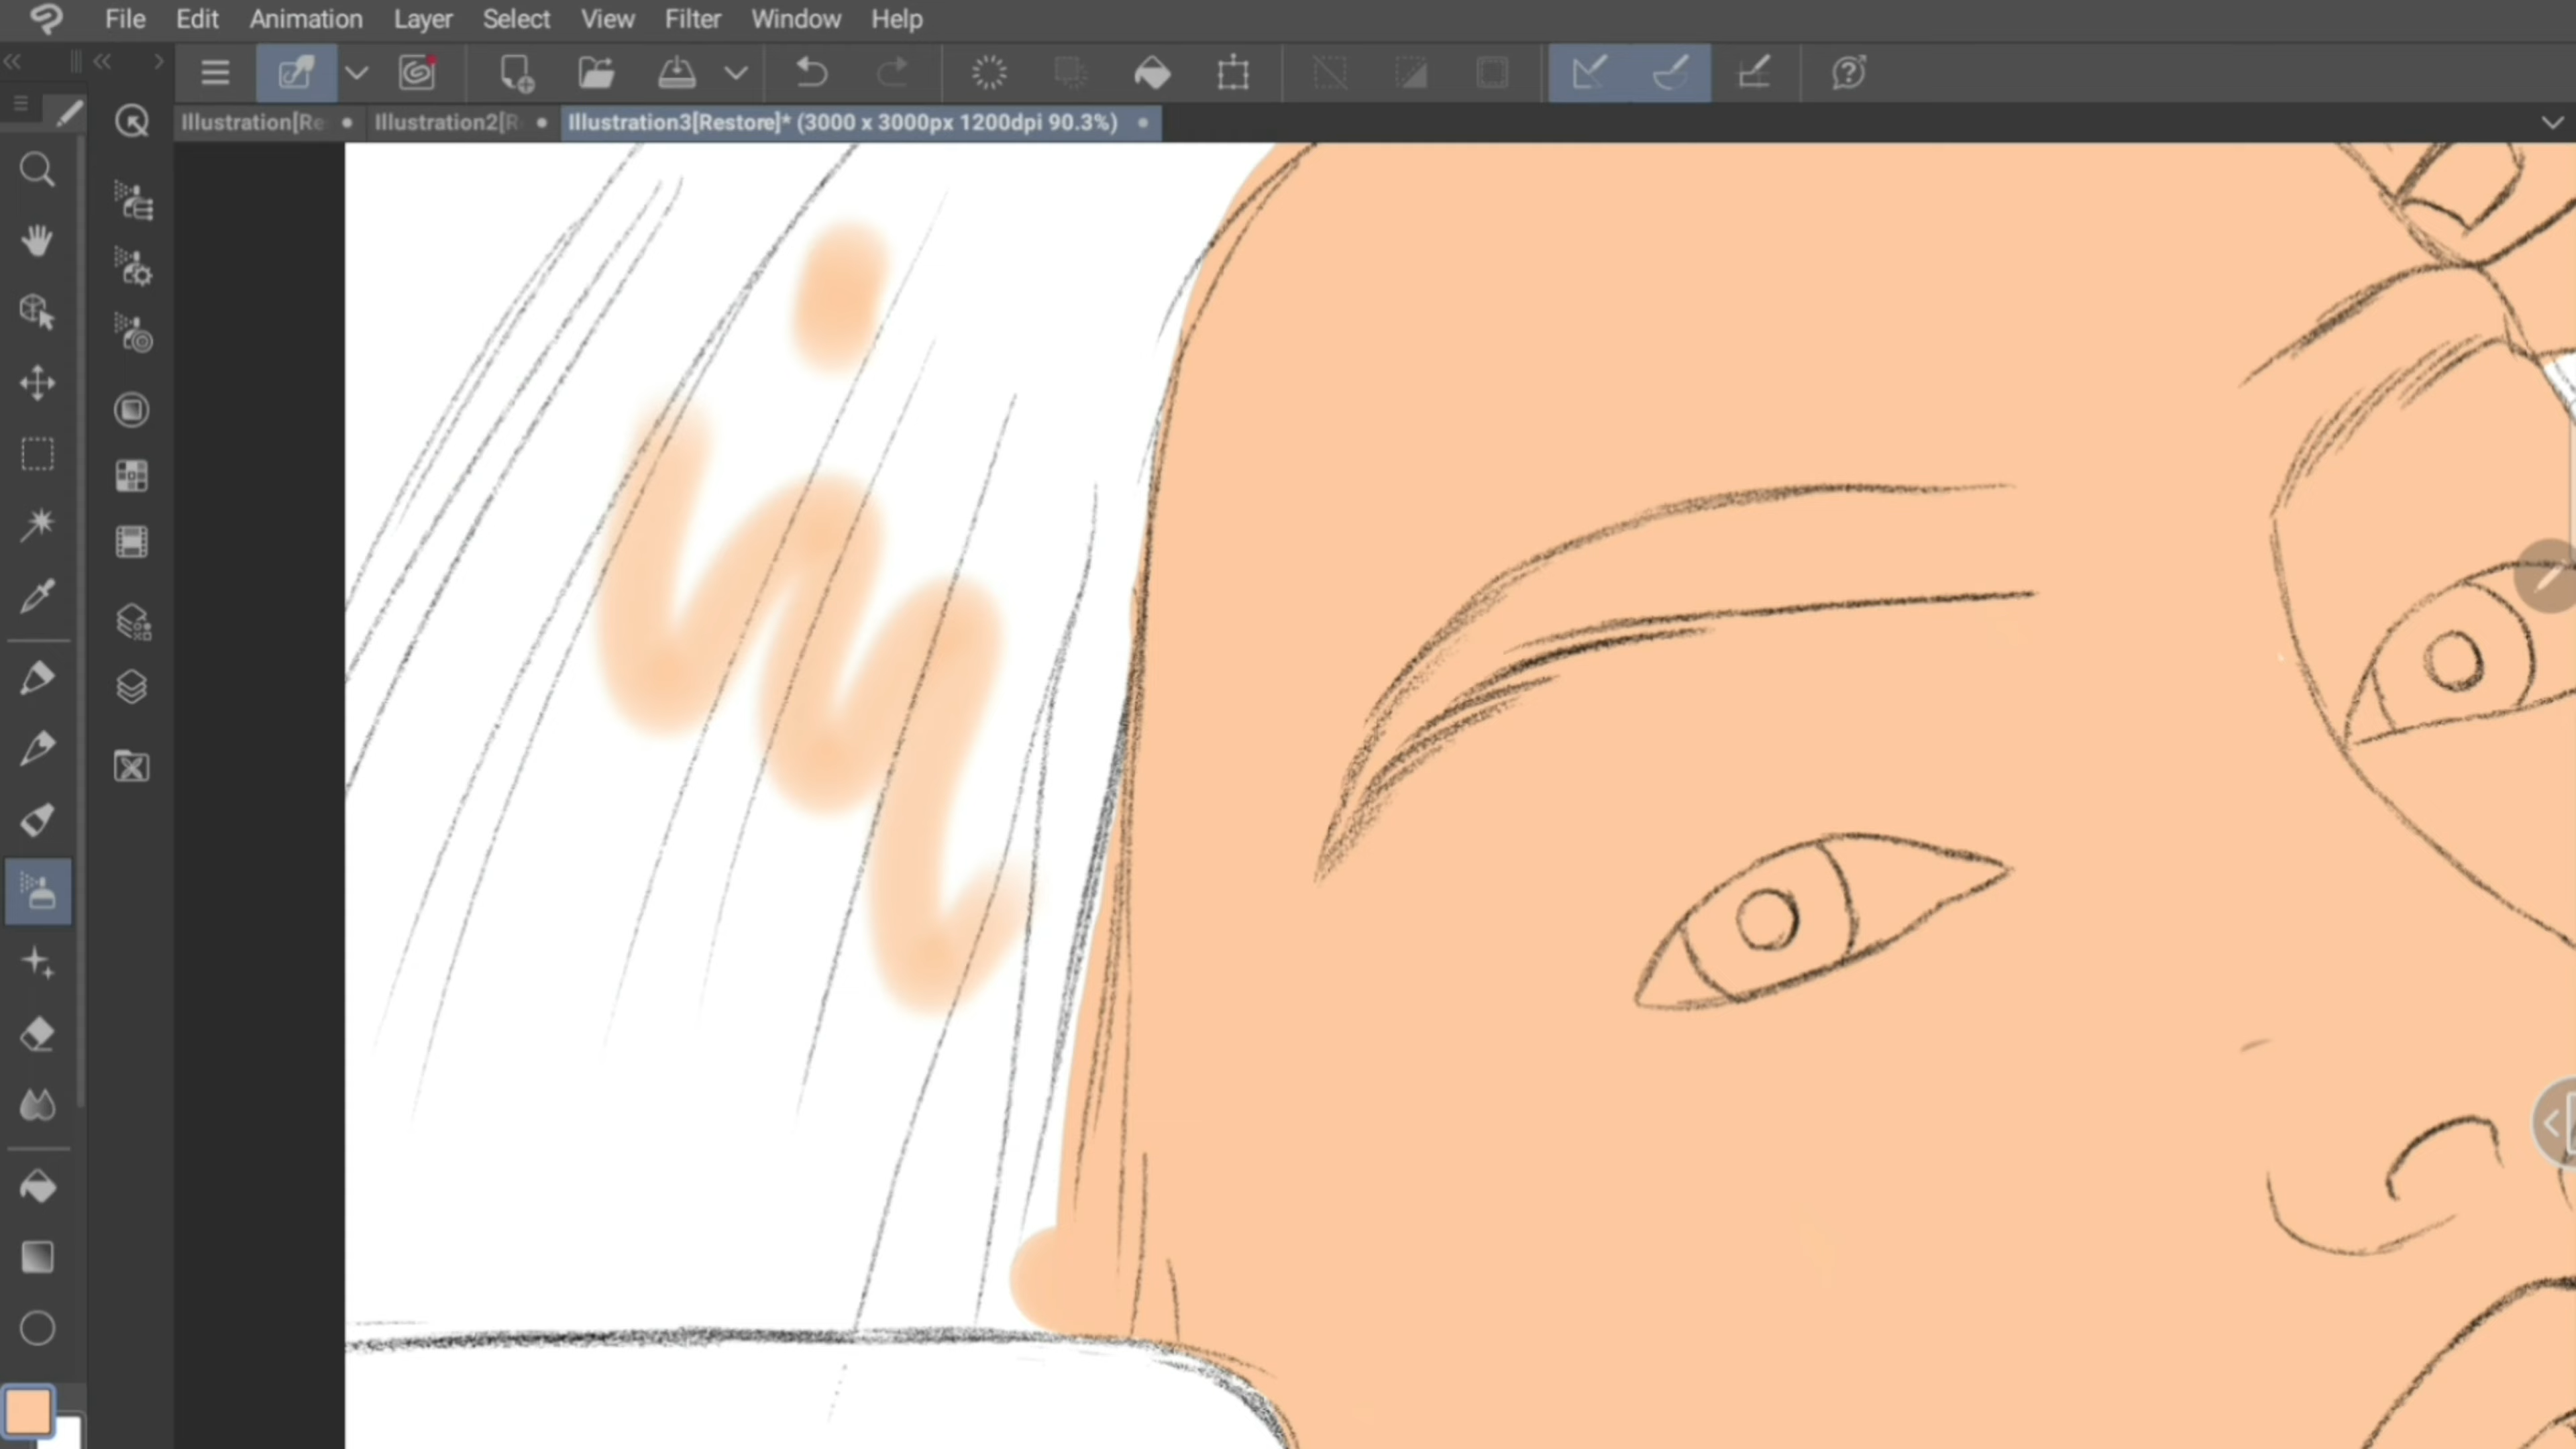 File Edit Animation Layer Select View Filter Window Help
Illustration[Re Illustration2[R Illustration3[Restore]* (3000 x 3000px 1200dpi 90.3%)